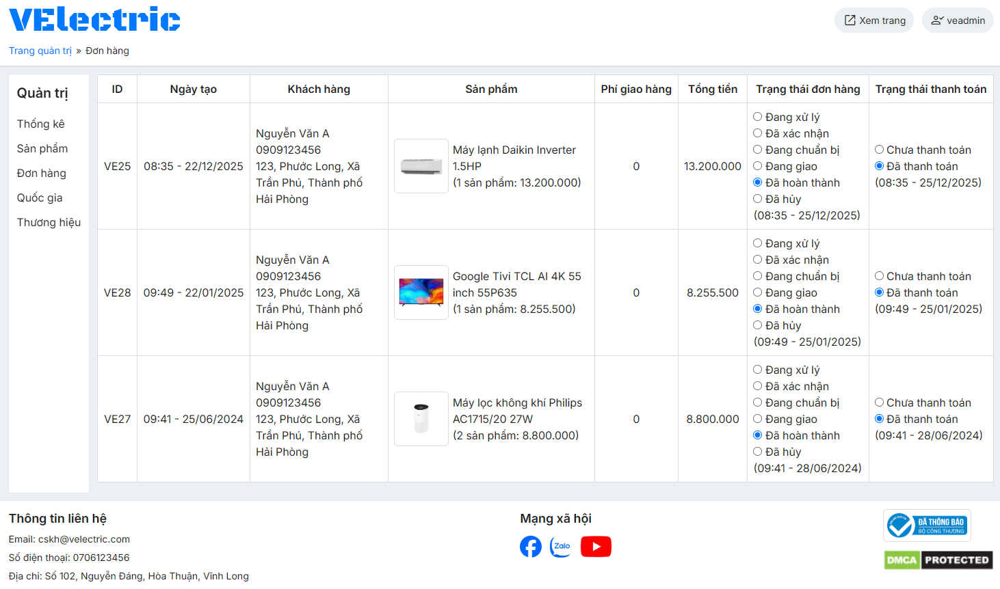 VElectric
Xem trang
veadmin
Trang quản trị » Đơn hàng
Quản trị
Thống kê
Sản phẩm
Đơn hàng
Quốc gia
Thương hiệu
ID Ngày tạo Khách hàng Sản phẩm Phí giao hàng Tổng tiền Trạng thái đơn hàng Trạng thái thanh toán
VE25
08:35 - 22/12/2025
Nguyễn Văn A
0909123456
123, Phước Long, Xã
Trần Phú, Thành phố
Hải Phòng
Máy lạnh Daikin Inverter
1.5HP
(1 sản phẩm: 13.200.000)
0
13.200.000
Đang xử lý
Đã xác nhận
Đang chuẩn bị
Đang giao
Đã hoàn thành
Đã hủy
(08:35 - 25/12/2025)
Chưa thanh toán
Đã thanh toán
(08:35 - 25/12/2025)
VE28
09:49 - 22/01/2025
Nguyễn Văn A
0909123456
123, Phước Long, Xã
Trần Phú, Thành phố
Hải Phòng
Google Tivi TCL AI 4K 55
inch 55P635
(1 sản phẩm: 8.255.500)
0
8.255.500
Đang xử lý
Đã xác nhận
Đang chuẩn bị
Đang giao
Đã hoàn thành
Đã hủy
(09:49 - 25/01/2025)
Chưa thanh toán
Đã thanh toán
(09:49 - 25/01/2025)
VE27
09:41 - 25/06/2024
Nguyễn Văn A
0909123456
123, Phước Long, Xã
Trần Phú, Thành phố
Hải Phòng
Máy lọc không khí Philips
AC1715/20 27W
(2 sản phẩm: 8.800.000)
0
8.800.000
Đang xử lý
Đã xác nhận
Đang chuẩn bị
Đang giao
Đã hoàn thành
Đã hủy
(09:41 - 28/06/2024)
Chưa thanh toán
Đã thanh toán
(09:41 - 28/06/2024)
Thông tin liên hệ
Email: cskh@velectric.com
Số điện thoại: 0706123456
Địa chỉ: Số 102, Nguyễn Đáng, Hòa Thuận, Vĩnh Long
Mạng xã hội
Zalo
ĐÃ THÔNG BÁO
BỘ CÔNG THƯƠNG
DMCA PROTECTED